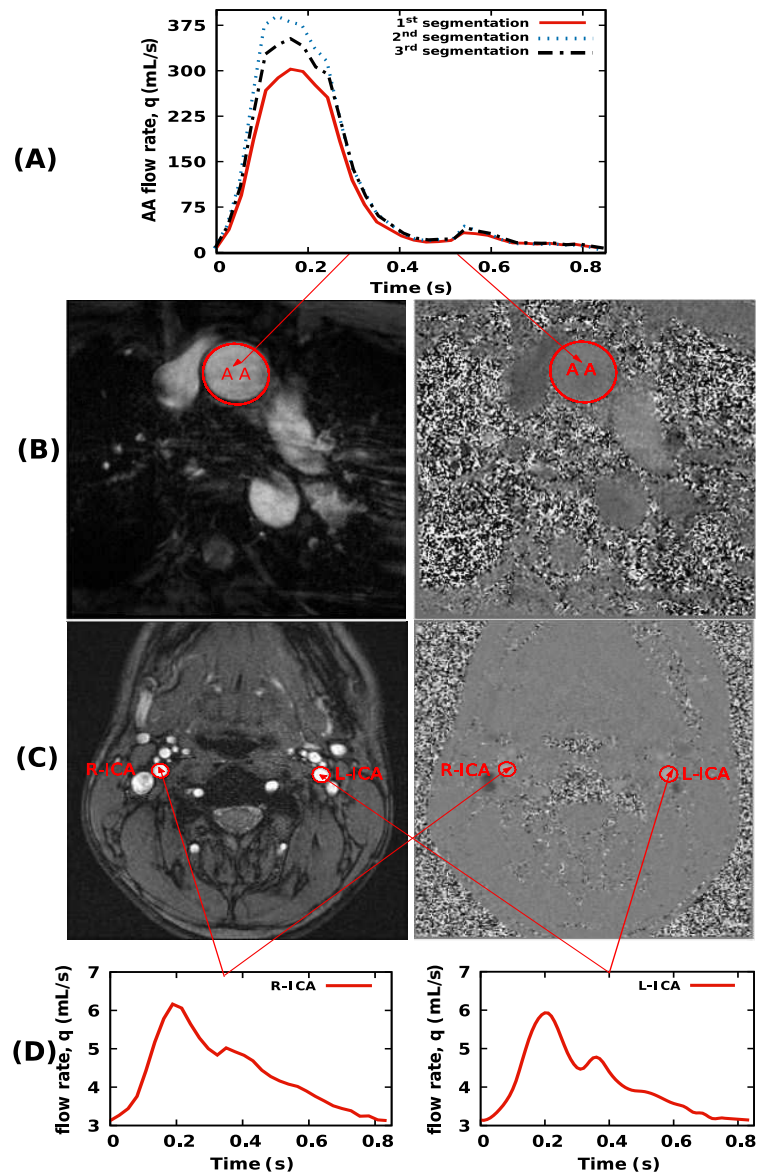 (A)
AA flow rate, q (mL/s)
375
300
150
75
0
1st segmentation
2nd segmentation
3rd segmentation
0 0.2 0.4 0.6 0.8
Time (s)
(B)
A A
A A
(C)
R-ICA
L-ICA
R-ICA
L-ICA
(D)
flow rate, q (mL/s)
7
6
5
4
3
R-ICA
0 0.2 0.4 0.6 0.8
Time (s)
flow rate, q (mL/s)
7
6
5
4
3
L-ICA
0 0.2 0.4 0.6 0.8
Time (s)